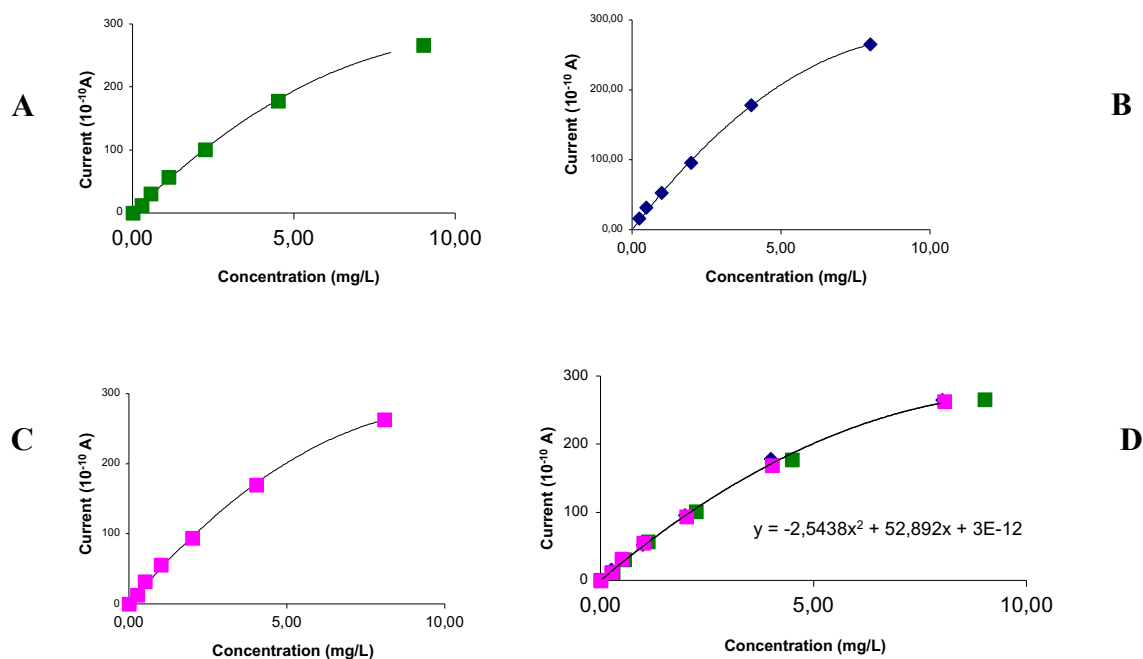 A
Current (10⁻¹⁰A)
300
200
100
0
0,00
5,00
10,00
Concentration (mg/L)
B
Current (10⁻¹⁰ A)
300,00
200,00
100,00
0,00
0,00
5,00
10,00
Concentration (mg/L)
C
Current (10⁻¹⁰ A)
300
200
100
0
0,00
5,00
10,00
Concentration (mg/L)
D
Current (10⁻¹⁰ A)
300
200
100
0
y = -2,5438x² + 52,892x + 3E-12
0,00
5,00
10,00
Concentration (mg/L)